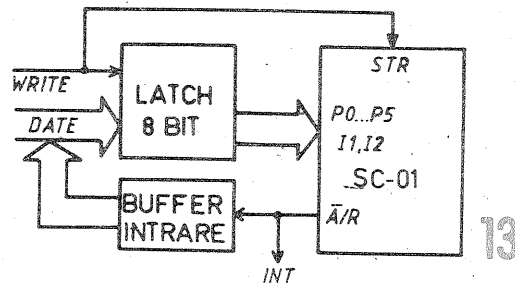 WRITE
DATE
LATCH
8 BIT
STR
P0...P5
I1,I2
SC-01
A̅/R
BUFFER
INTRARE
INT
13